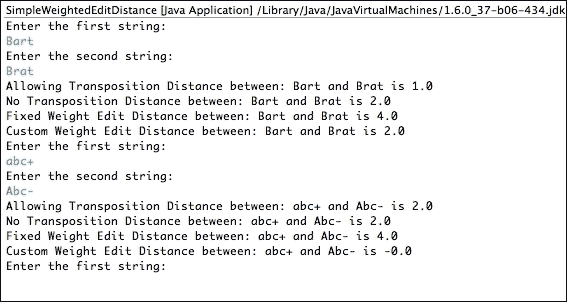 SimpleWeightedEditDistance [Java Application] /Library/Java/JavaVirtualMachines/1.6.0_37-b06-434.jdk
Enter the first string:
Bart
Enter the second string:
Brat
Allowing Transposition Distance between: Bart and Brat is 1.0
No Transposition Distance between: Bart and Brat is 2.0
Fixed Weight Edit Distance between: Bart and Brat is 4.0
Custom Weight Edit Distance between: Bart and Brat is 2.0
Enter the first string:
abc+
Enter the second string:
Abc-
Allowing Transposition Distance between: abc+ and Abc- is 2.0
No Transposition Distance between: abc+ and Abc- is 2.0
Fixed Weight Edit Distance between: abc+ and Abc- is 4.0
Custom Weight Edit Distance between: abc+ and Abc- is -0.0
Enter the first string: